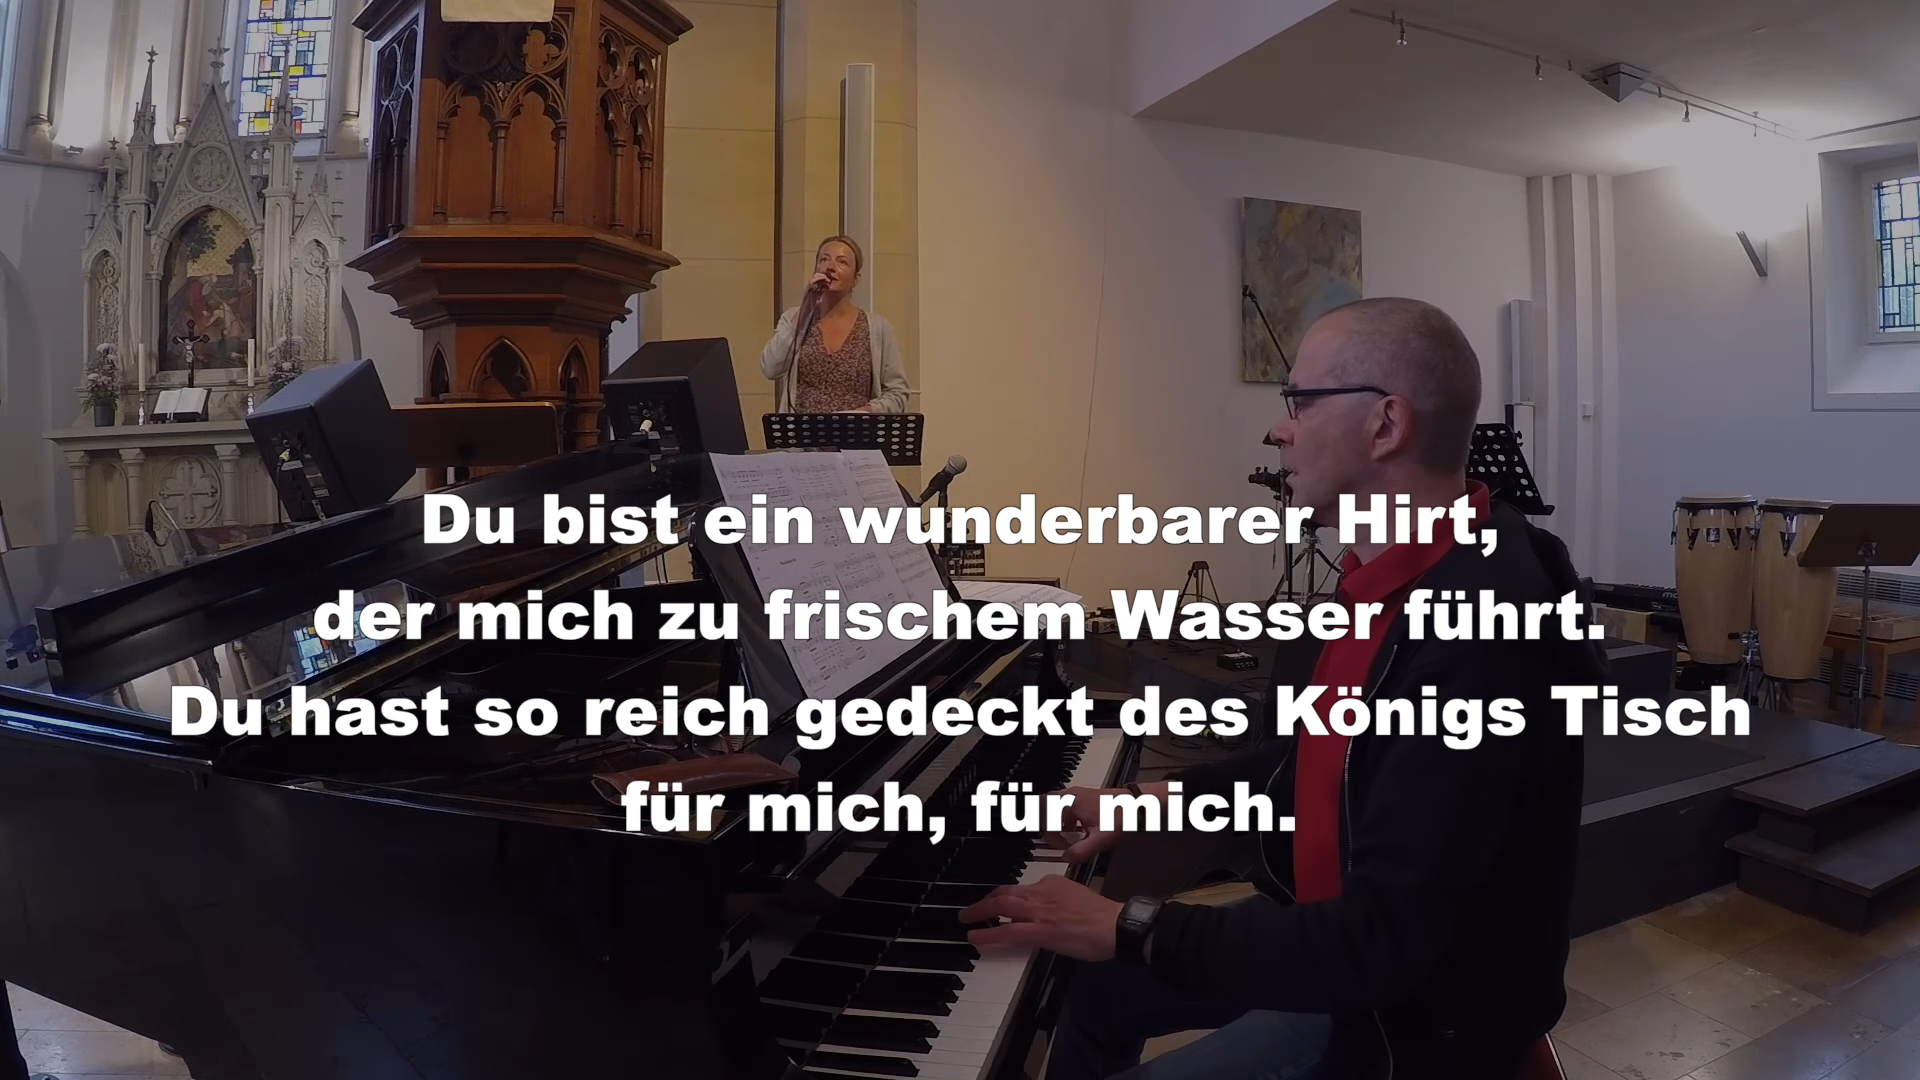 Du bist ein wunderbarer Hirt,
der mich zu frischem Wasser führt.
Du hast so reich gedeckt des Königs Tisch
für mich, für mich.